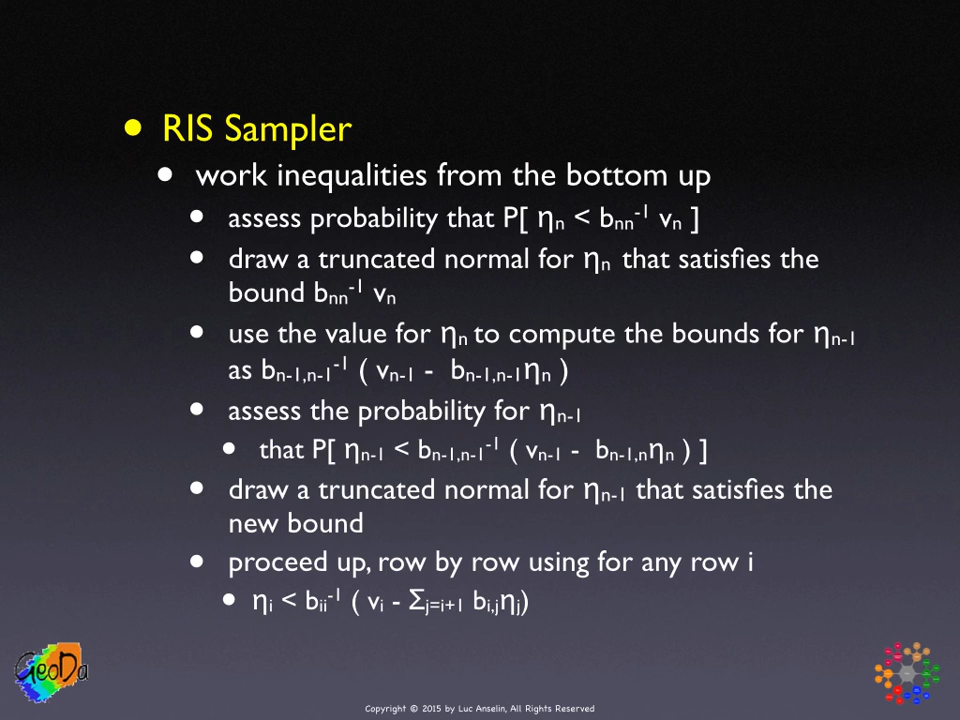 • RIS Sampler
• work inequalities from the bottom up
• assess probability that P[ ηn < bnn⁻¹ vn ]
• draw a truncated normal for ηn that satisfies the
bound bnn⁻¹ vn
• use the value for ηn to compute the bounds for ηn-1
as bn-1,n-1⁻¹ ( vn-1 - bn-1,n-1ηn )
• assess the probability for ηn-1
• that P[ ηn-1 < bn-1,n-1⁻¹ ( vn-1 - bn-1,nηn ) ]
• draw a truncated normal for ηn-1 that satisfies the
new bound
• proceed up, row by row using for any row i
• ηi < bii⁻¹ ( vi - Σj=i+1 bi,jηj)
GeoDa
Copyright © 2015 by Luc Anselin, All Rights Reserved